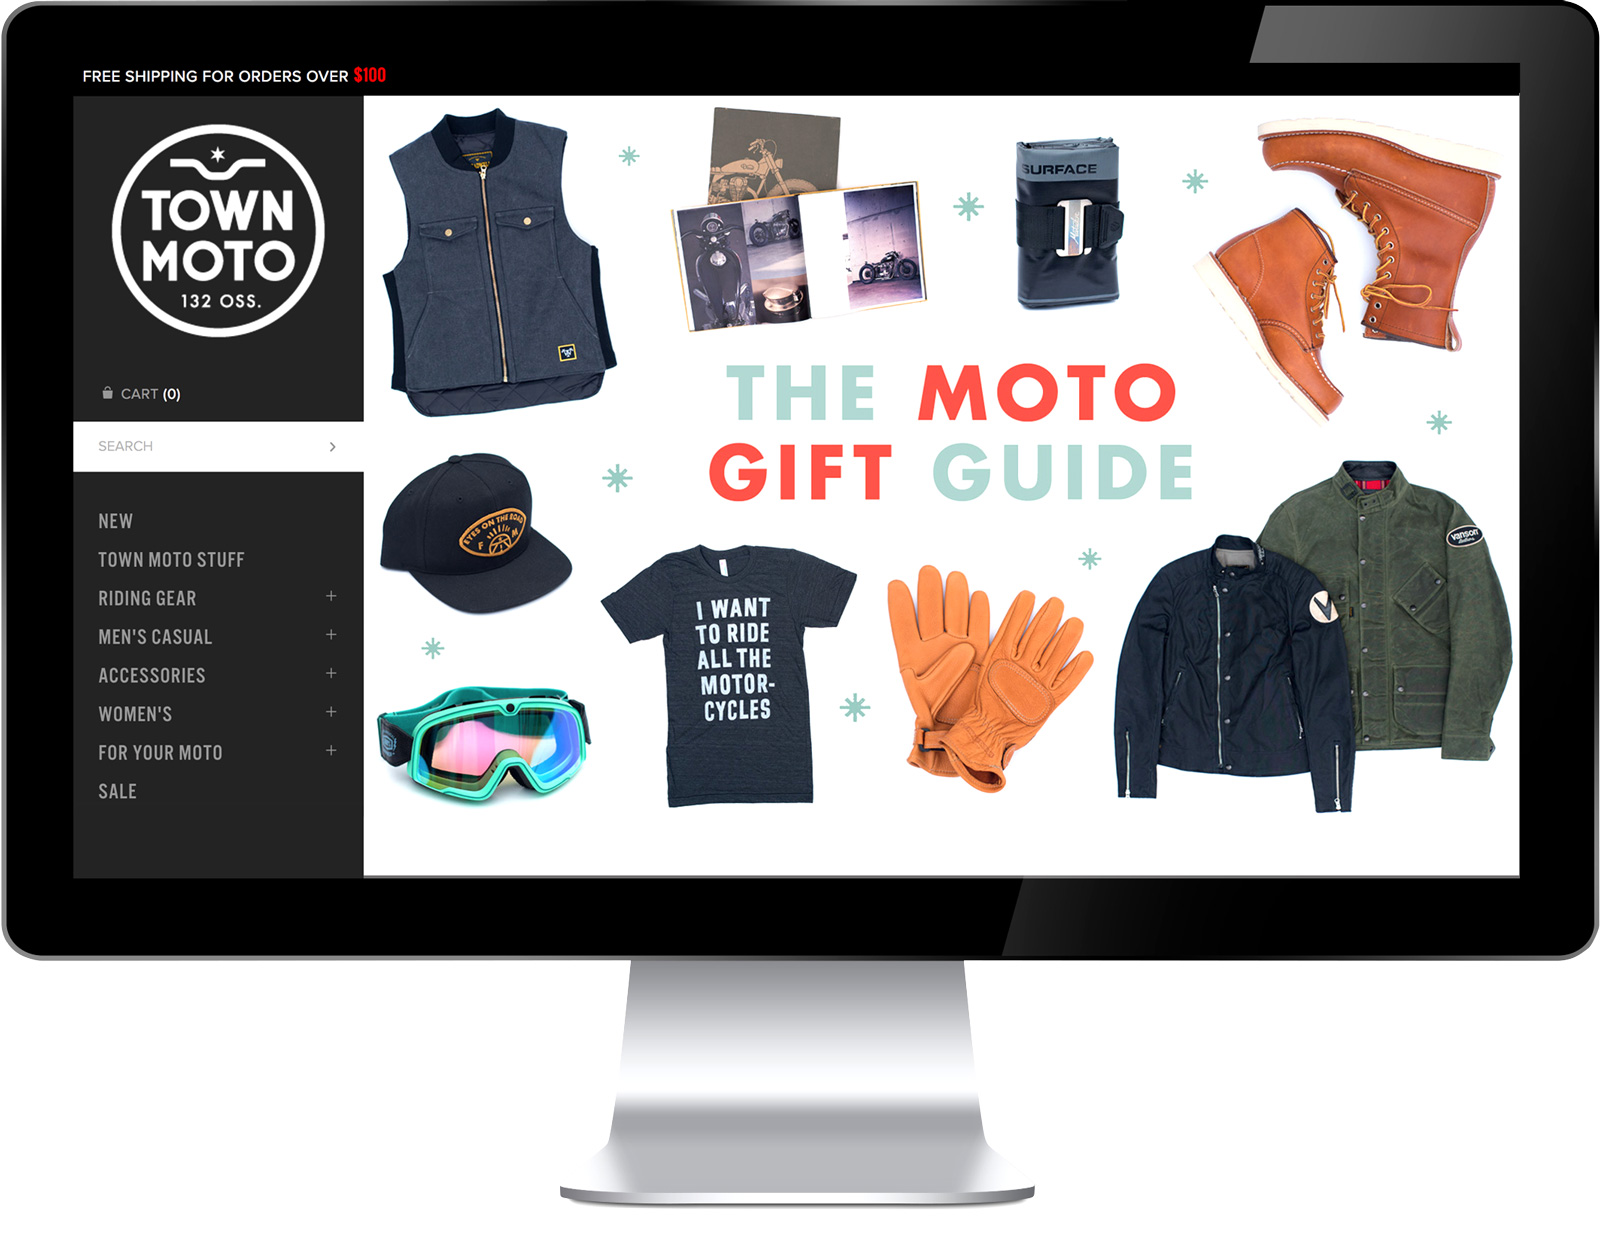 FREE SHIPPING FOR ORDERS OVER $100
TOWN
MOTO
132 OSS.
CART (0)
SEARCH
NEW
TOWN MOTO STUFF
RIDING GEAR +
MEN'S CASUAL +
ACCESSORIES +
WOMEN'S +
FOR YOUR MOTO +
SALE
SURFACE
THE MOTO
GIFT GUIDE
EYES ON THE ROAD
F M
I WANT
TO RIDE
ALL THE
MOTOR-
CYCLES
vanson
V